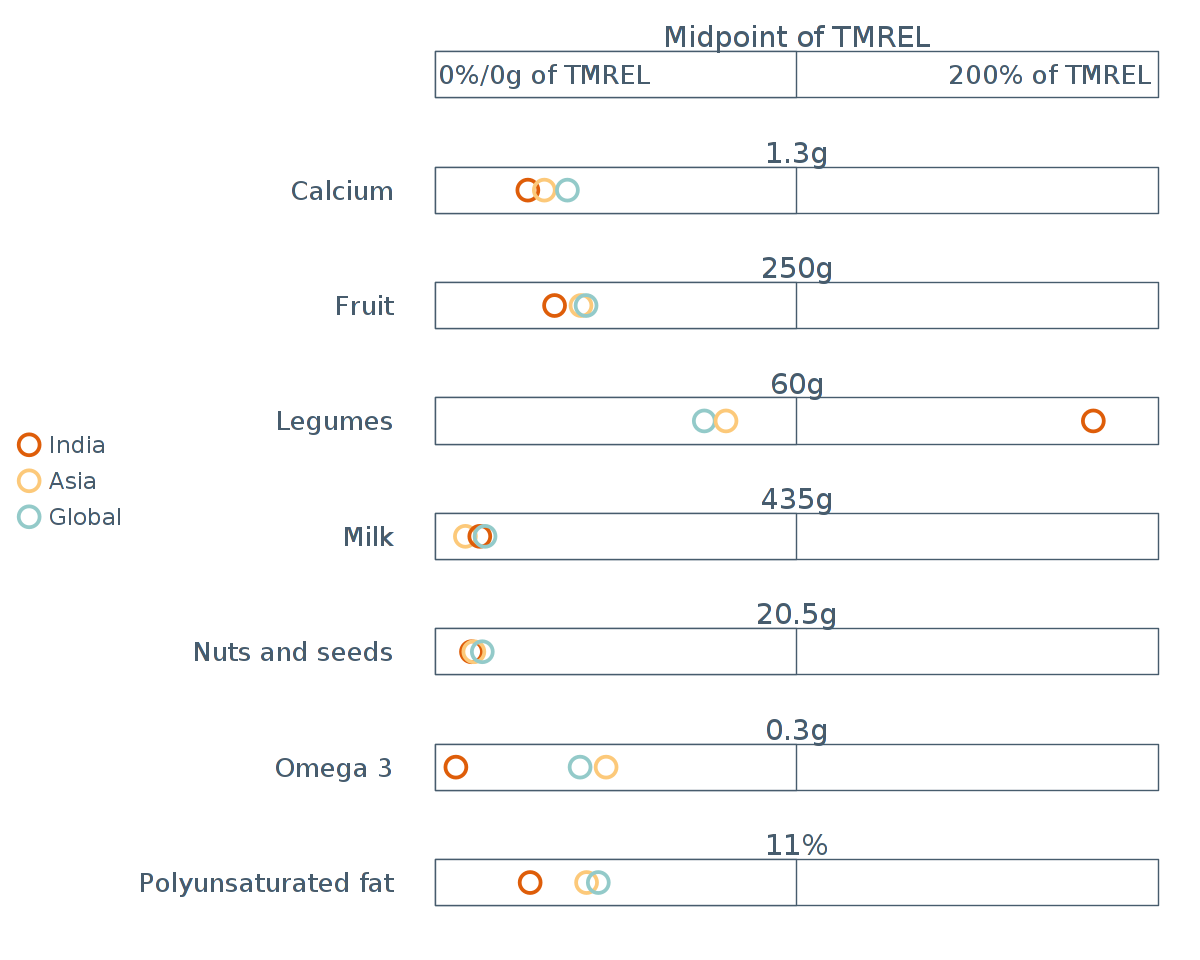 Midpoint of TMREL
0%/0g of TMREL
200% of TMREL
1.3g
Calcium
250g
Fruit
60g
Legumes
India
Asia
Global
435g
Milk
20.5g
Nuts and seeds
0.3g
Omega 3
11%
Polyunsaturated fat